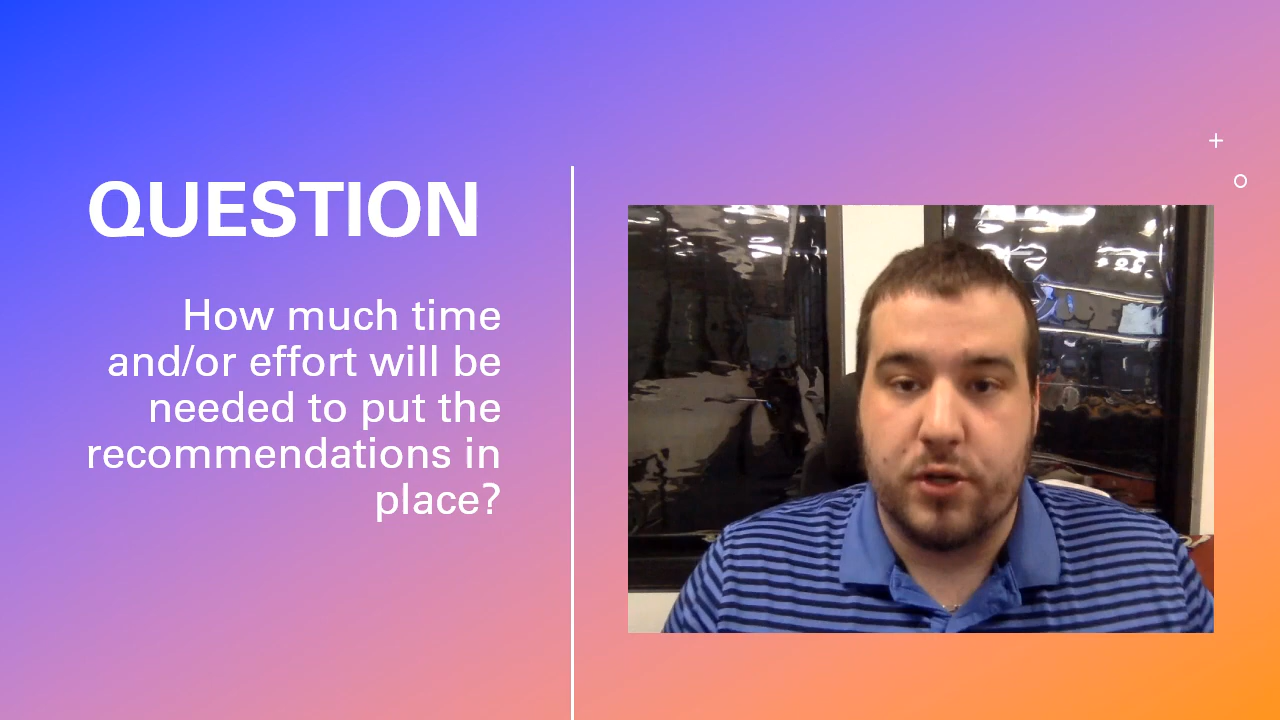 QUESTION
How much time
and/or effort will be
needed to put the
recommendations in
place?